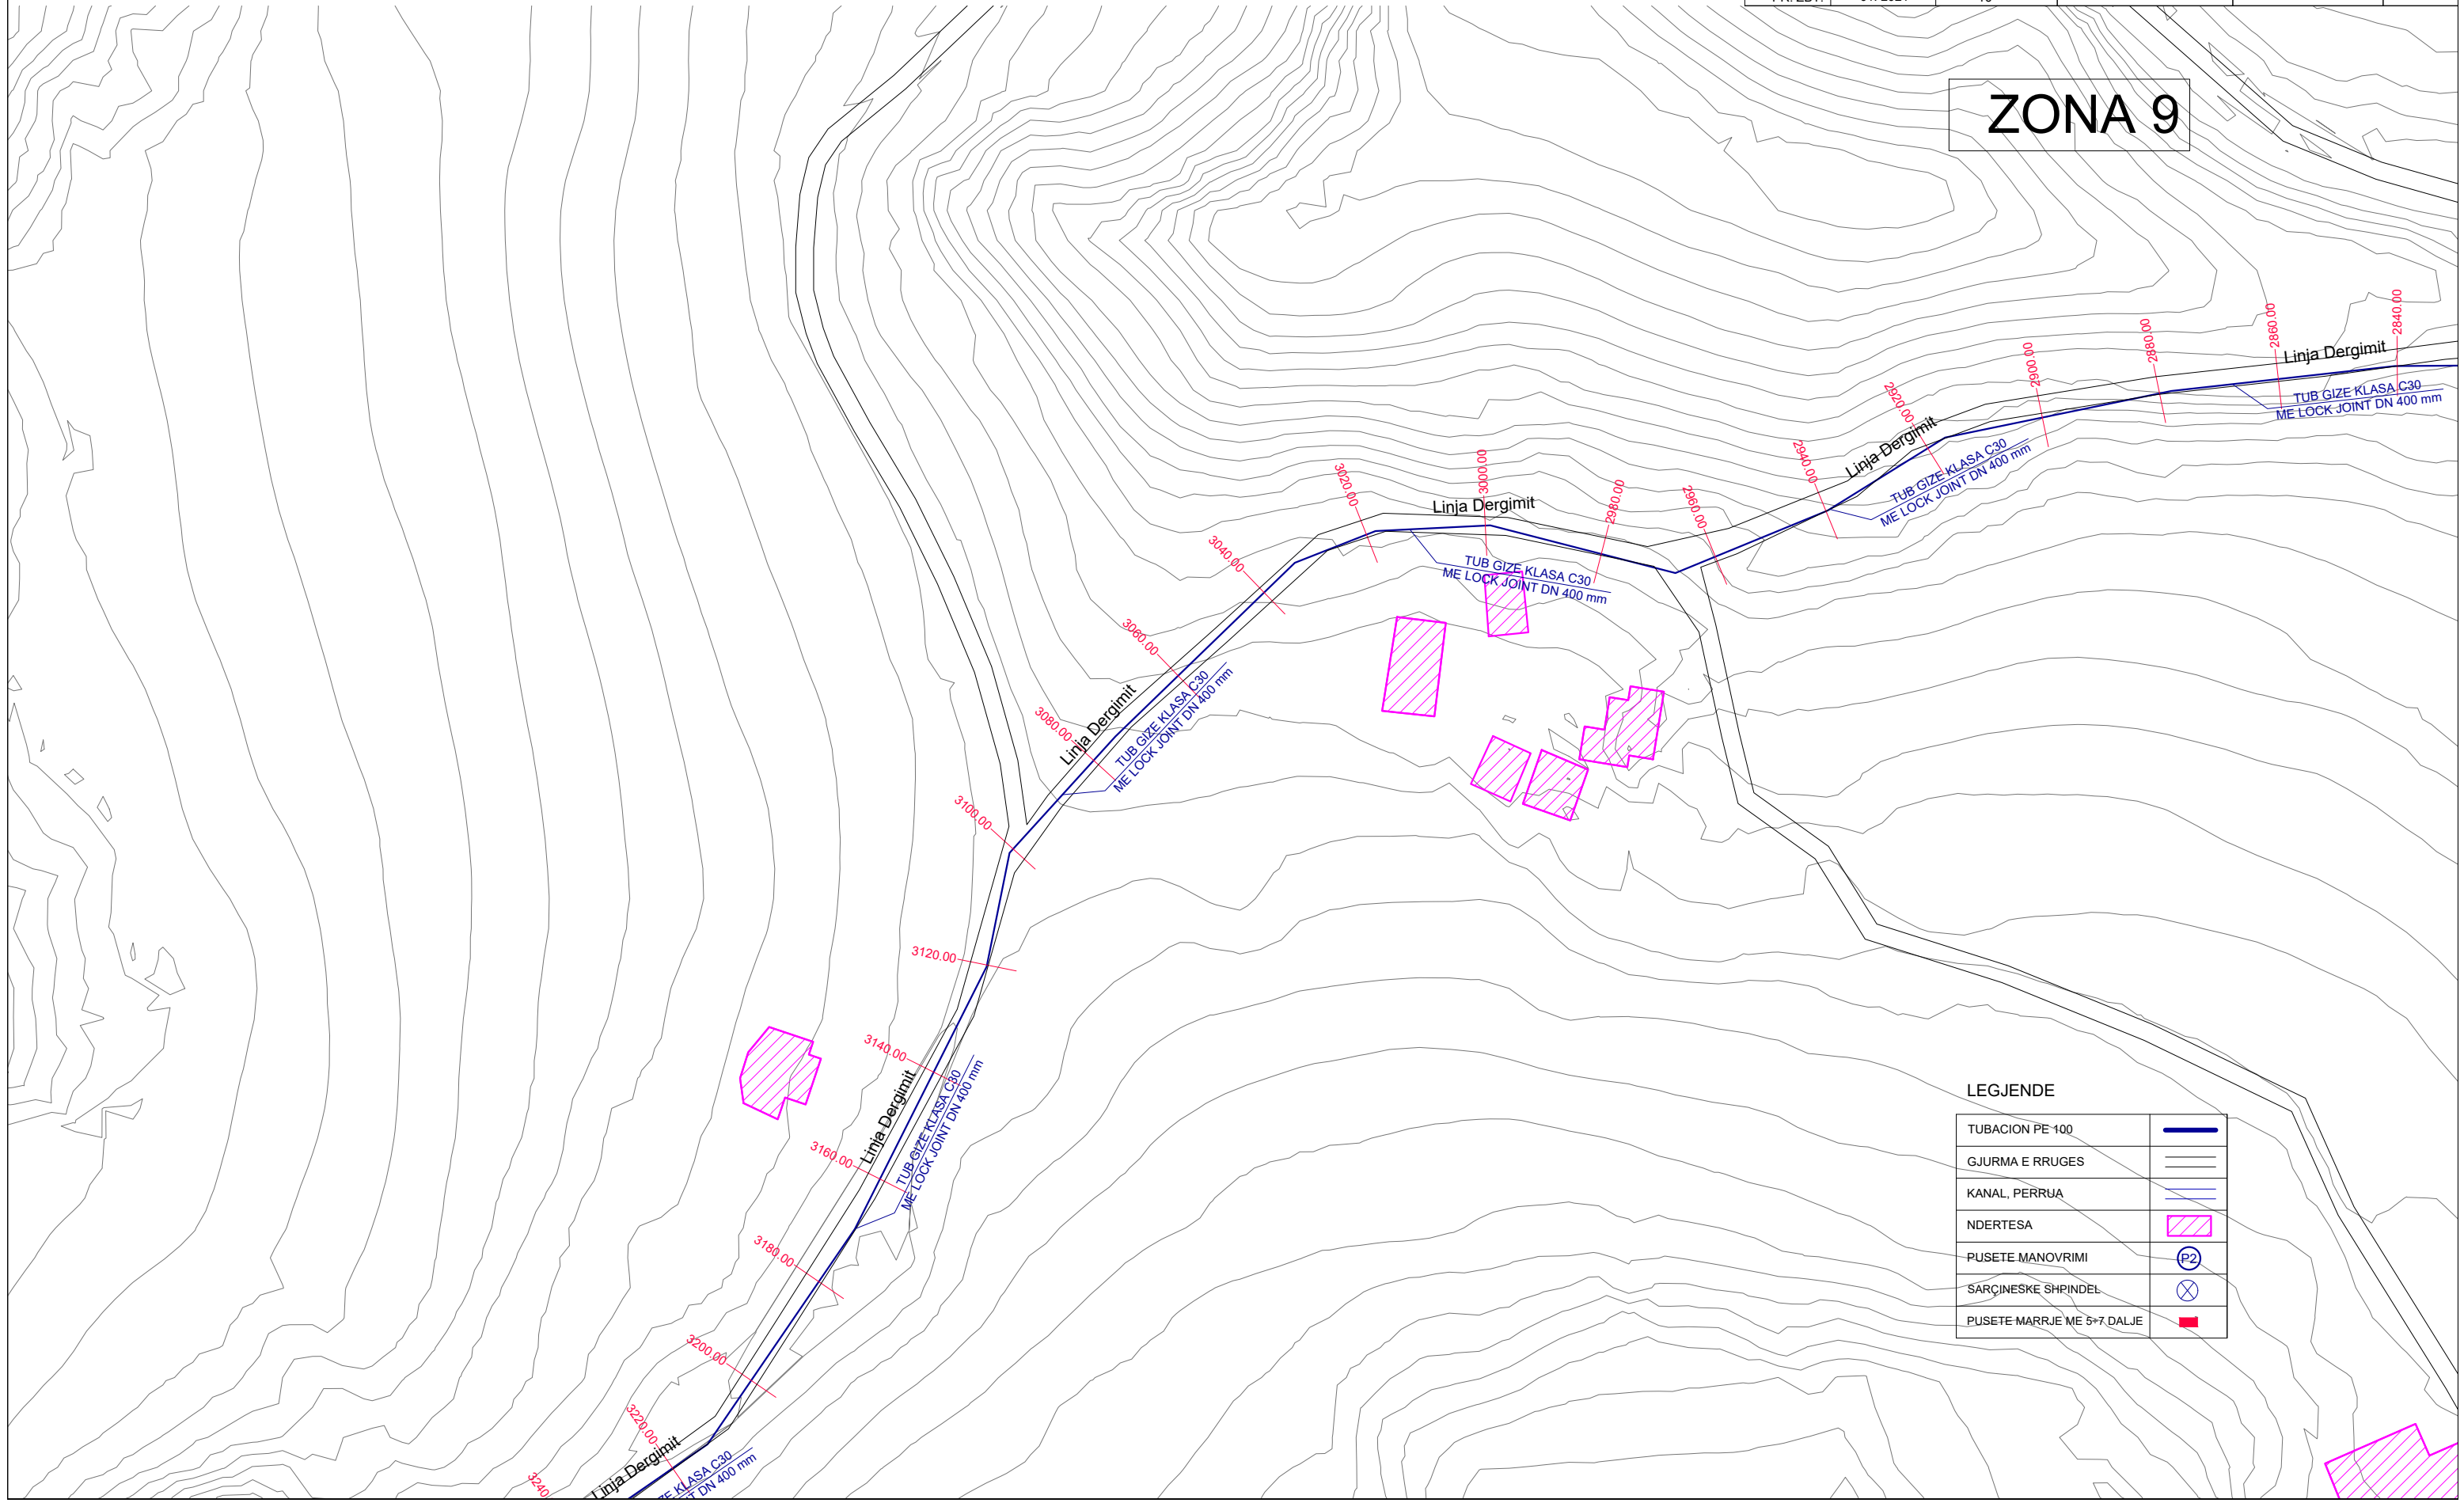 ZONA 9
2840.00
2860.00
2880.00
2900.00
2920.00
2940.00
2960.00
2980.00
3000.00
3020.00
3040.00
3060.00
3080.00
3100.00
3120.00
3140.00
3160.00
3180.00
3200.00
3220.00
3240
Linja Dergimit
TUB GIZE KLASA C30
ME LOCK JOINT DN 400 mm
Linja Dergimit
TUB GIZE KLASA C30
ME LOCK JOINT DN 400 mm
Linja Dergimit
TUB GIZE KLASA C30
ME LOCK JOINT DN 400 mm
Linja Dergimit
TUB GIZE KLASA C30
ME LOCK JOINT DN 400 mm
Linja Dergimit
TUB GIZE KLASA C30
ME LOCK JOINT DN 400 mm
Linja Dergimit
KLASA C30
DN 400 mm
LEGJENDE
TUBACION PE 100
GJURMA E RRUGES
KANAL, PERRUA
NDERTESA
PUSETE MANOVRIMI P2
SARÇINESKE SHPINDEL
PUSETE MARRJE ME 5÷7 DALJE